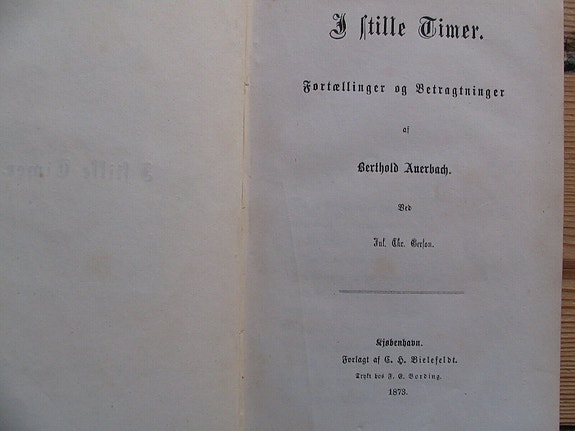 I stille Timer.
Fortællinger og Betragtninger
af
Berthold Auerbach.
Ved
Jul. Chr. Gerson.
Kjøbenhavn.
Forlagt af C. H. Bielefeldt.
Trykt hos F. E. Bording.
1873.